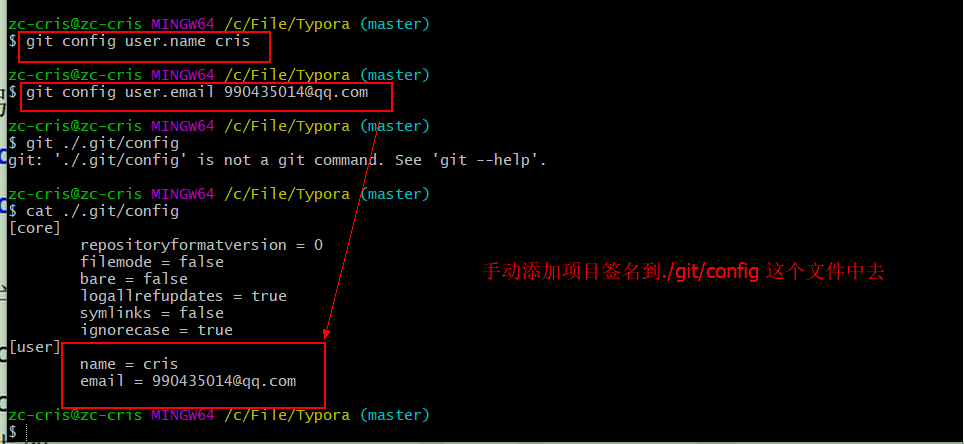 zc-cris@zc-cris MINGW64 /c/File/Typora (master)
$ git config user.name cris
zc-cris@zc-cris MINGW64 /c/File/Typora (master)
$ git config user.email 990435014@qq.com
zc-cris@zc-cris MINGW64 /c/File/Typora (master)
$ git ./.git/config
git: './.git/config' is not a git command. See 'git --help'.
zc-cris@zc-cris MINGW64 /c/File/Typora (master)
$ cat ./.git/config
[core]
repositoryformatversion = 0
filemode = false
bare = false
logallrefupdates = true
symlinks = false
ignorecase = true
手动添加项目签名到./git/config 这个文件中去
[user]
name = cris
email = 990435014@qq.com
zc-cris@zc-cris MINGW64 /c/File/Typora (master)
$